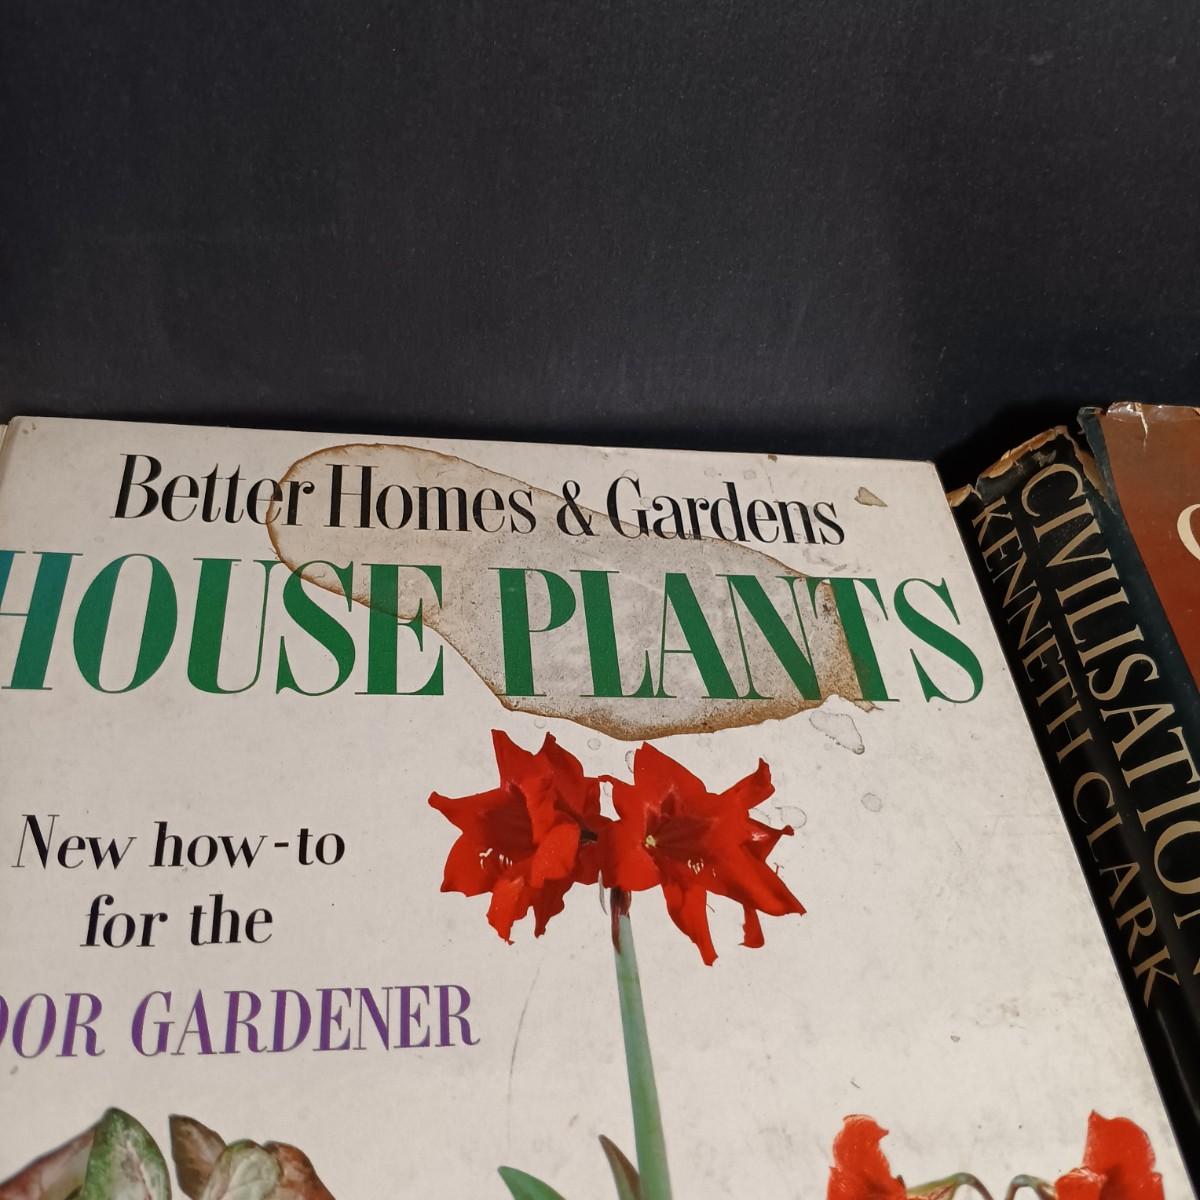 Better Homes & Gardens
HOUSE PLANTS
New how-to
for the
OOR GARDENER
CIVILISATION
KENNETH CLARK